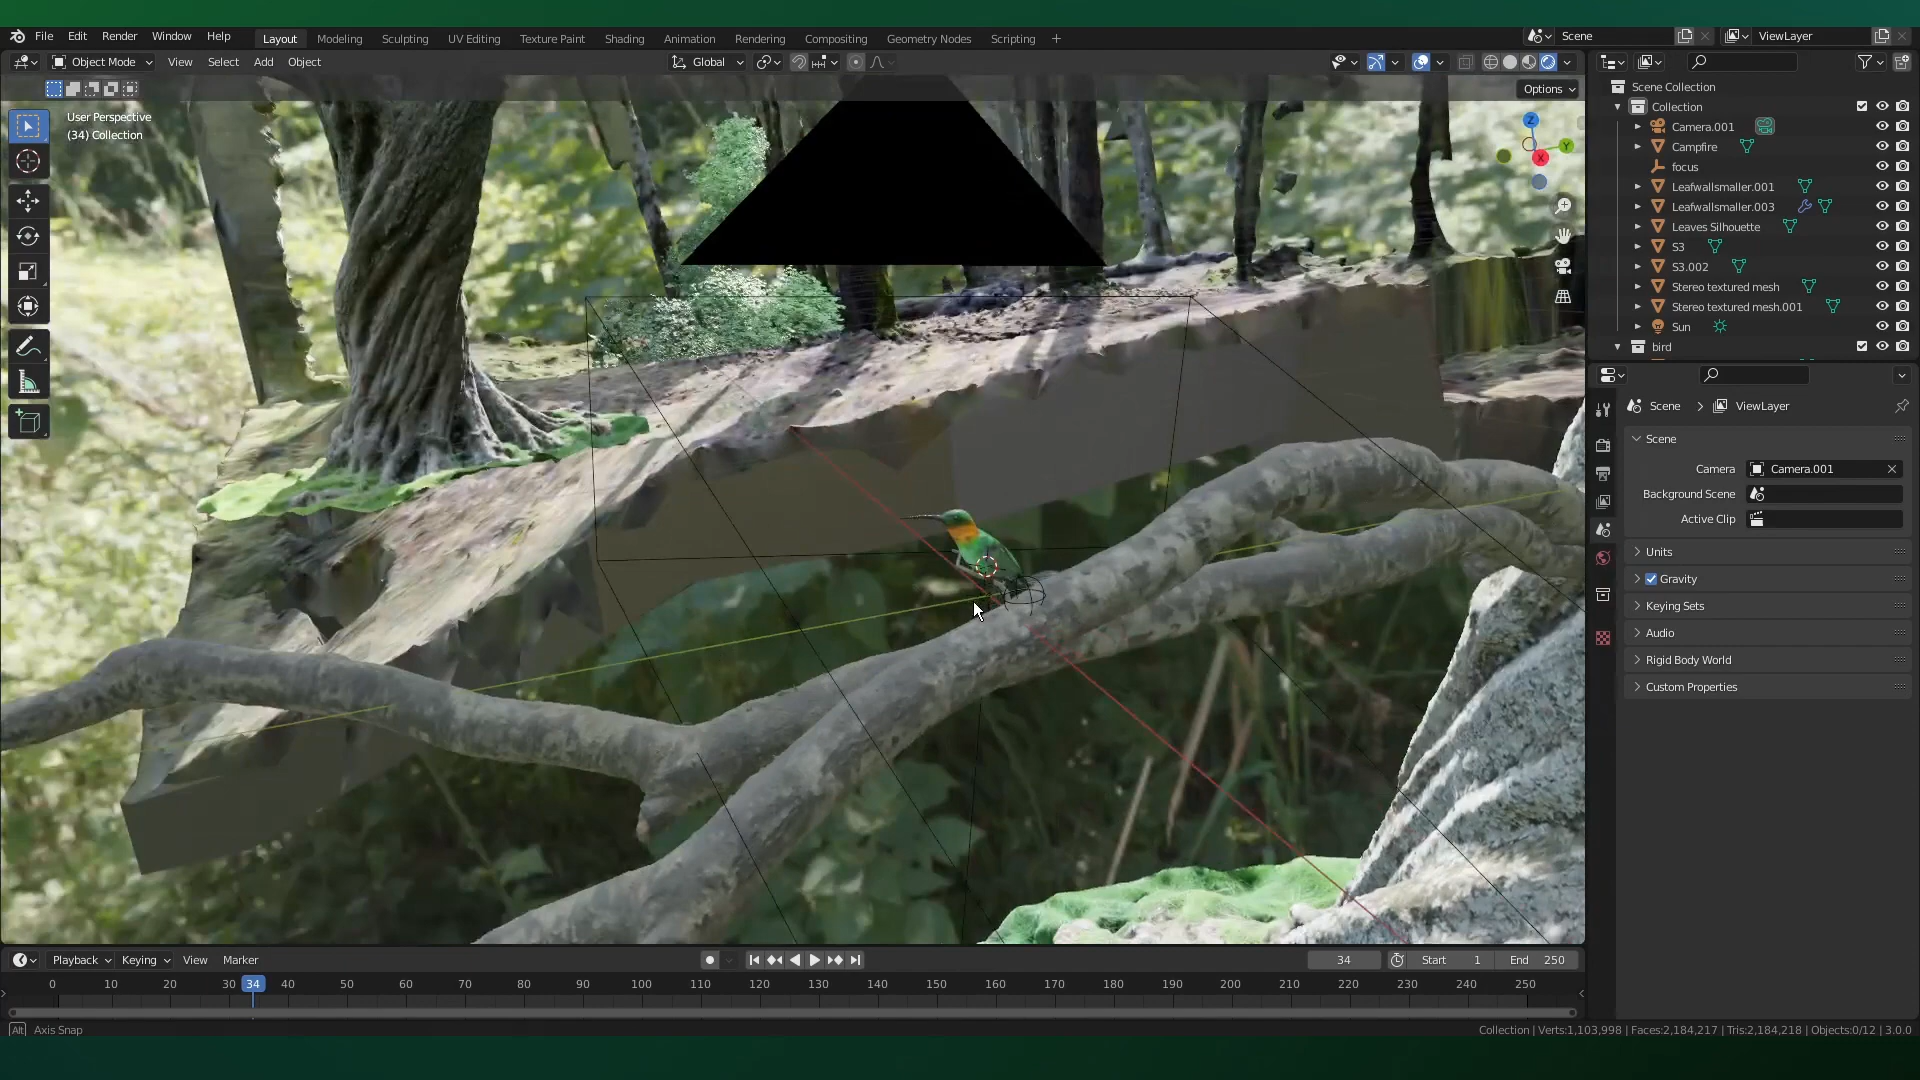 File Edit Render Window Help Layout Modeling Sculpting UV Editing Texture Paint Shading Animation Rendering Compositing Geometry Nodes Scripting + Scene ViewLayer
Object Mode View Select Add Object Global
Options
User Perspective
(34) Collection
Z
Y
X
Scene Collection
Collection
Camera.001
Campfire
focus
Leafwallsmaller.001
Leafwallsmaller.003
Leaves Silhouette
S3
S3.002
Stereo textured mesh
Stereo textured mesh.001
Sun
bird
Scene > ViewLayer
Scene
Camera Camera.001
Background Scene
Active Clip
Units
Gravity
Keying Sets
Audio
Rigid Body World
Custom Properties
Playback Keying View Marker 34 Start 1 End 250
0 10 20 30 34 40 50 60 70 80 90 100 110 120 130 140 150 160 170 180 190 200 210 220 230 240 250
Alt Axis Snap Collection | Verts:1,103,998 | Faces:2,184,217 | Tris:2,184,218 | Objects:0/12 | 3.0.0